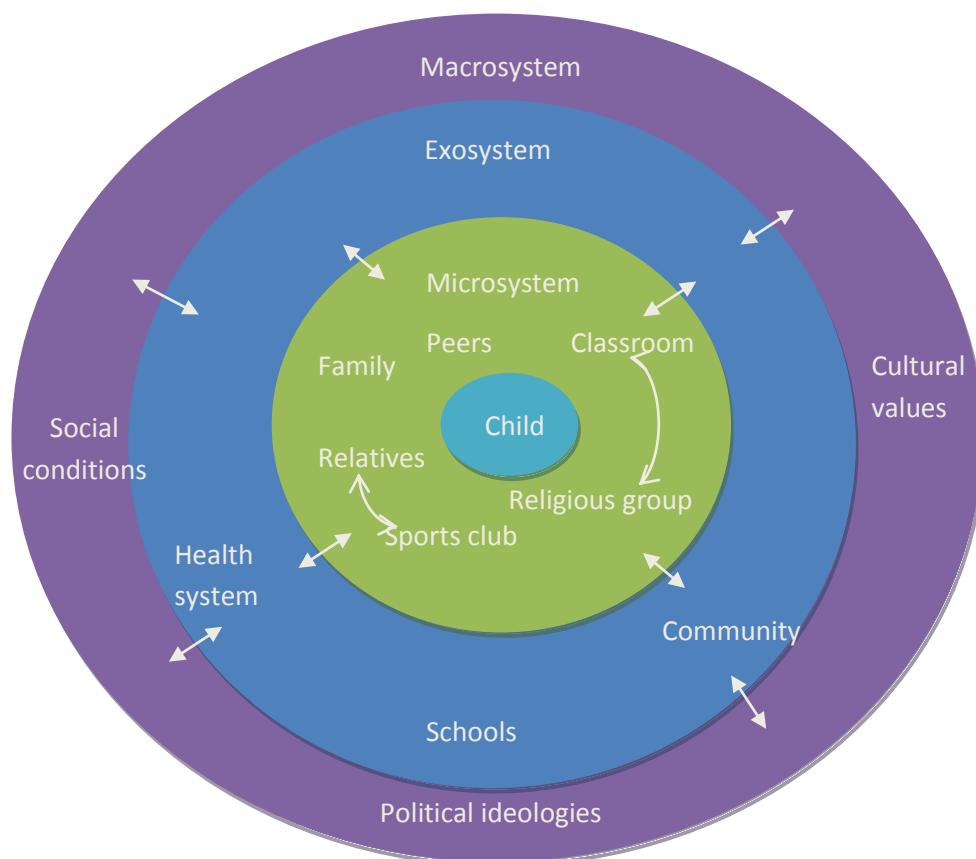 Macrosystem
Exosystem
Microsystem
Peers
Classroom
Family
Cultural
values
Child
Social
conditions
Relatives
Religious group
Sports club
Health
system
Community
Schools
Political ideologies